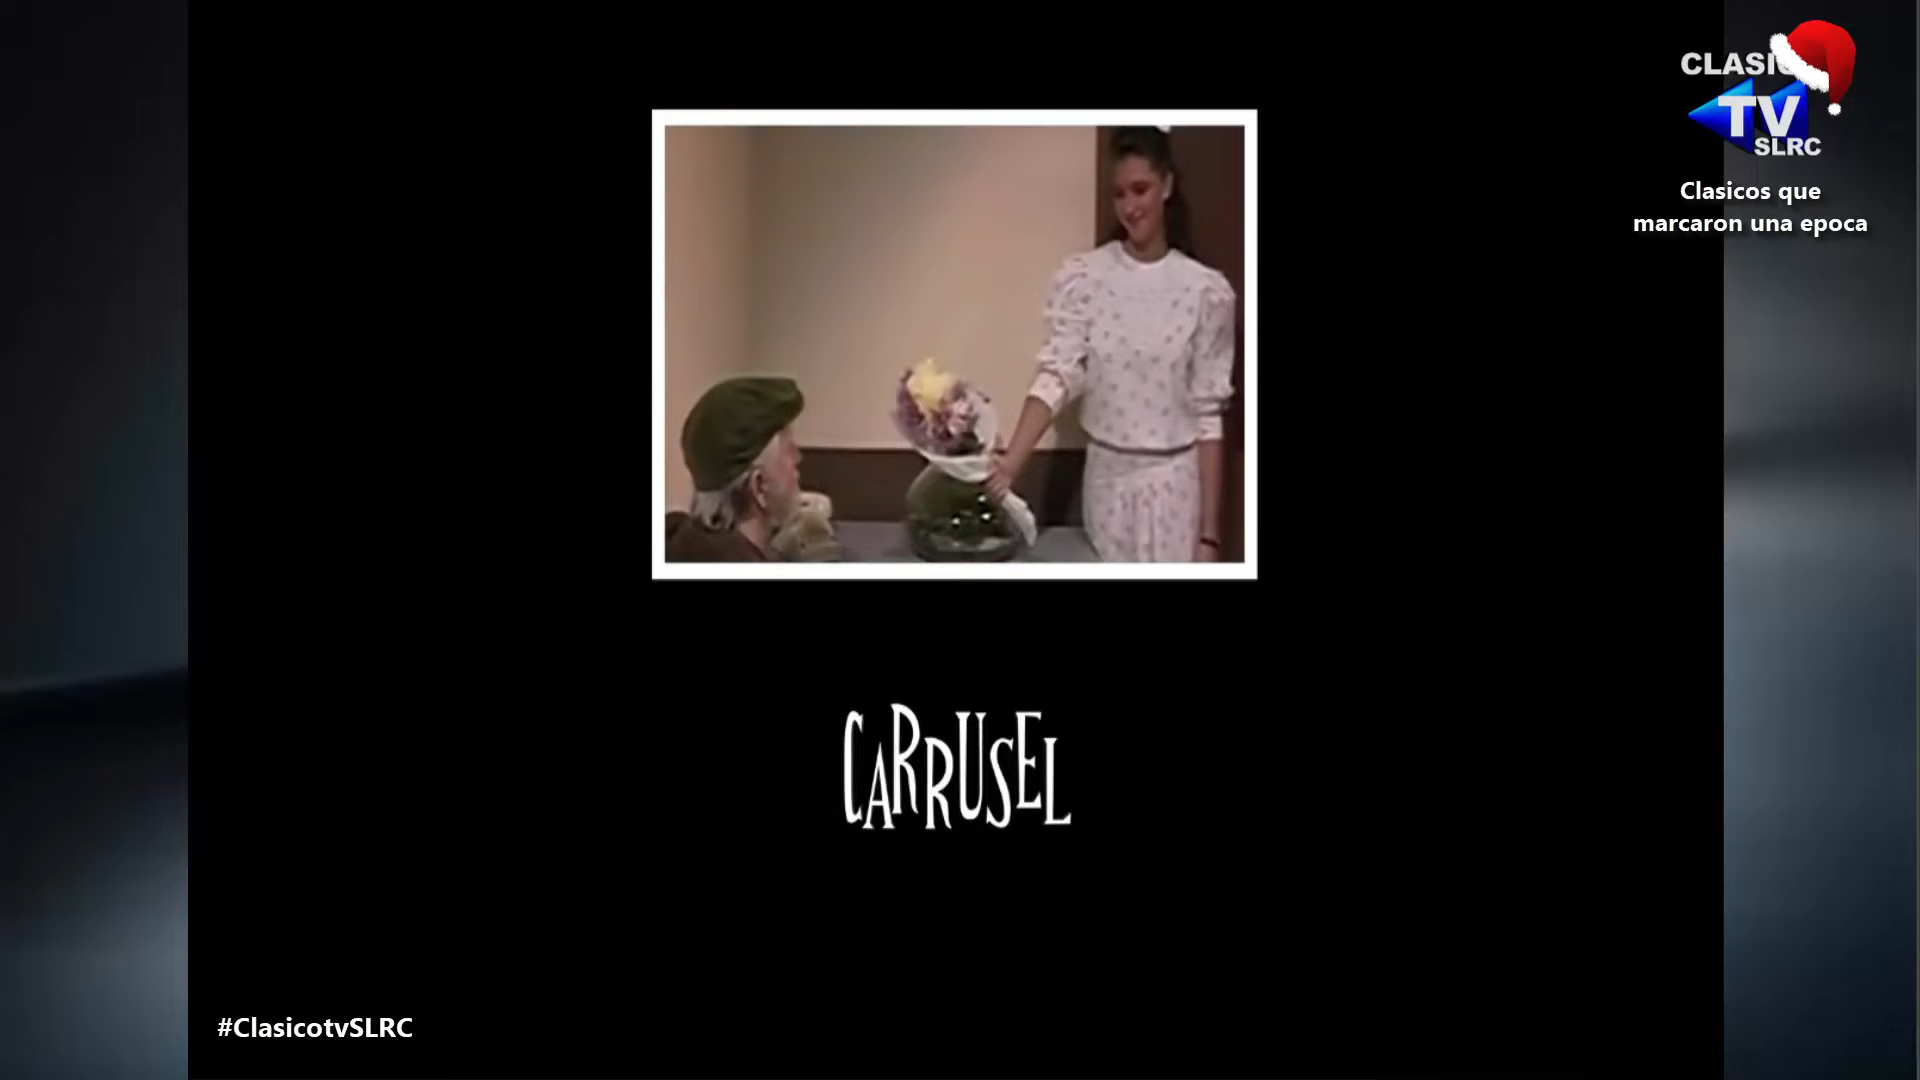 CLASIC
TV
SLRC
Clasicos que
marcaron una epoca
CARRUSEL
#ClasicotvSLRC